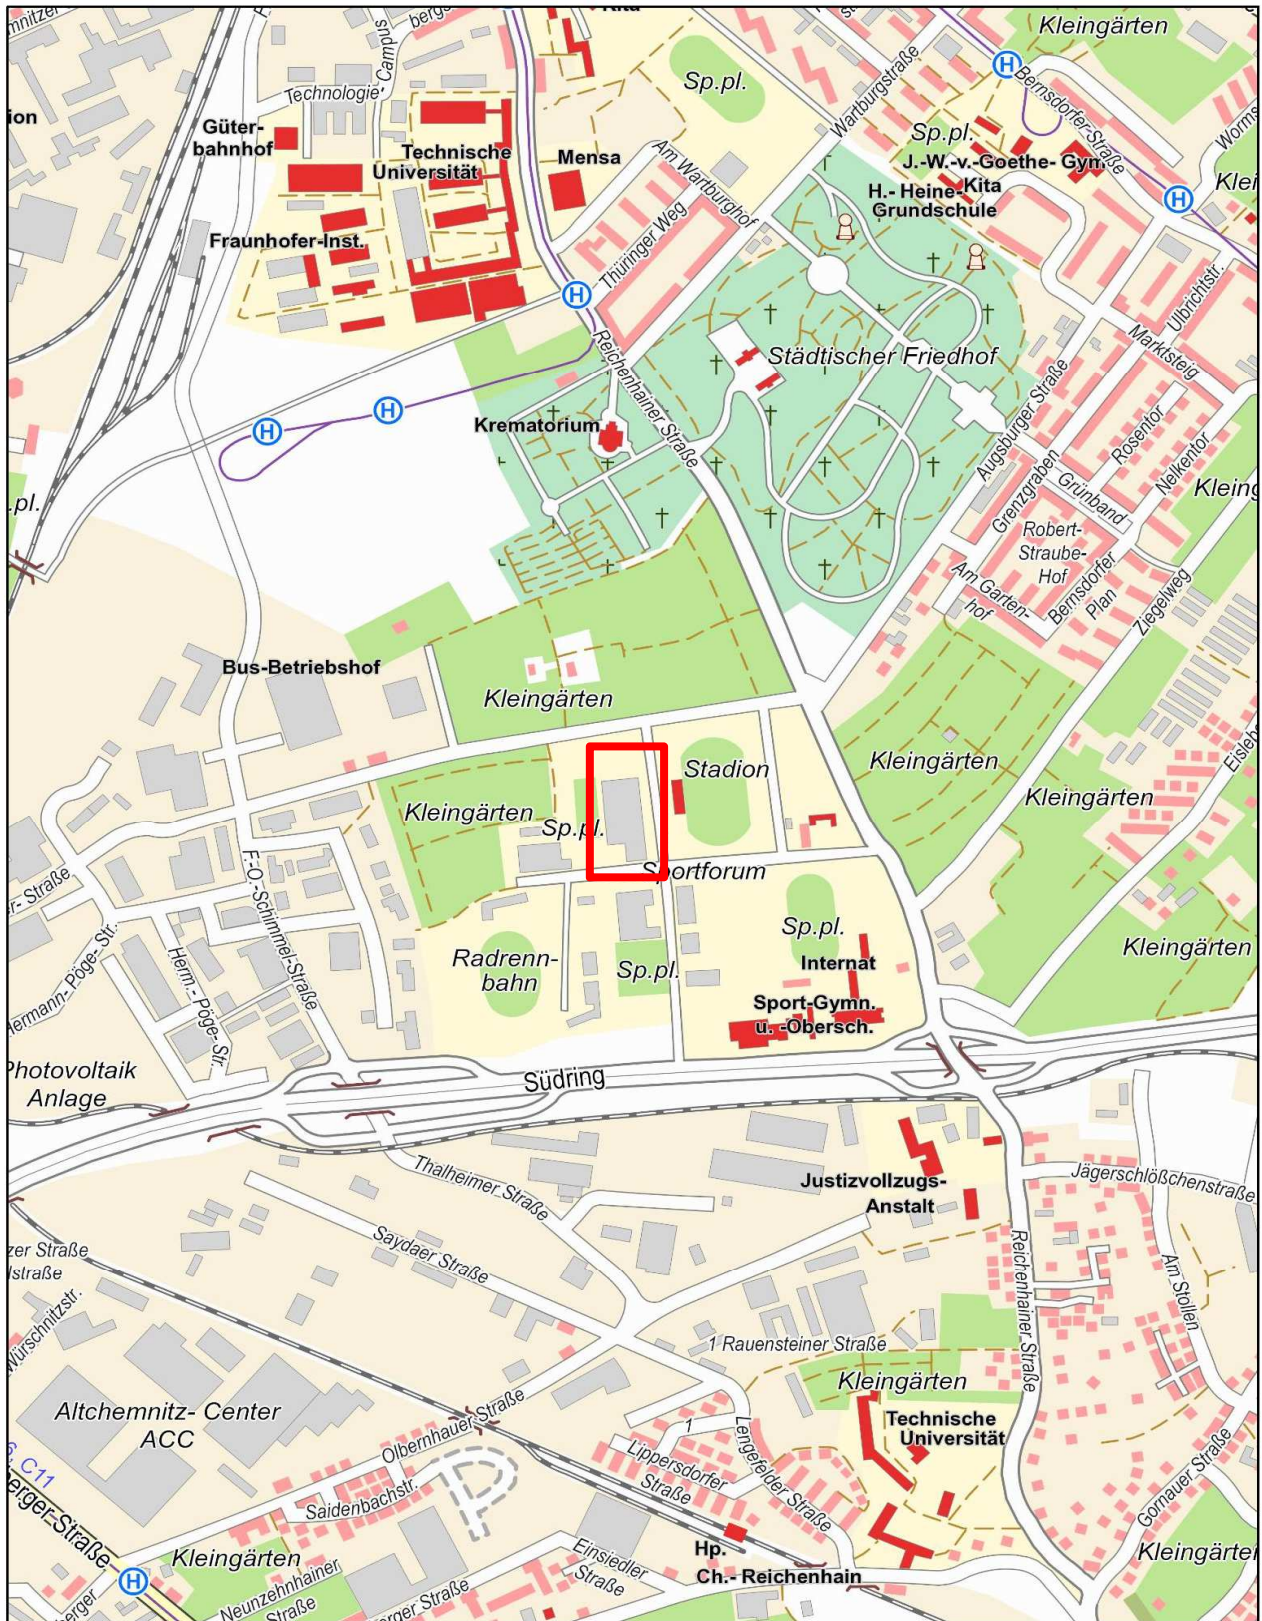 Kita
Kleingärten
Technologie-Campus
Sp.pl.
Wartburgstraße
Bernsdorfer-Straße
H
Güter-
bahnhof
Technische
Universität
Mensa
Am Wartburghof
Sp.pl.
J.-W.-v.-Goethe- Gym.
Kita
H.- Heine-
Grundschule
H
Fraunhofer-Inst.
Thüringer Weg
H
Ulbrichtstr.
Marktsteig
Reichenhainer Straße
Städtischer Friedhof
Augsburger Straße
H
H
Krematorium
Rosentor
Nelkentor
Grenzgraben
Grünband
Robert-
Straube-
Hof
Am Garten-
hof
Bernsdorfer
Plan
Ziegelweg
Bus-Betriebshof
Kleingärten
Stadion
Kleingärten
Kleingärten
Kleingärten
Sp.pl.
Sportforum
F.-O.-Schimmel-Straße
Herm.- Pöge- Str.
Radrenn-
bahn
Sp.pl.
Sp.pl.
Internat
Kleingärten
Sport-Gymn.
u. -Obersch.
Photovoltaik
Anlage
Südring
Thalheimer Straße
Justizvollzugs-
Anstalt
Jägerschlößchenstraße
Saydaer Straße
Reichenhainer Straße
Am Stollen
Würschnitzstr.
1 Rauensteiner Straße
Kleingärten
Altchemnitz- Center
ACC
Olbernhauer Straße
1
Lippersdorfer
Straße
Lengefelder Straße
Technische
Universität
Gornauer Straße
Saidenbachstr.
P
Kleingärten
H
Neunzehnhainer
Straße
Einsiedler
Straße
Hp.
Ch.- Reichenhain